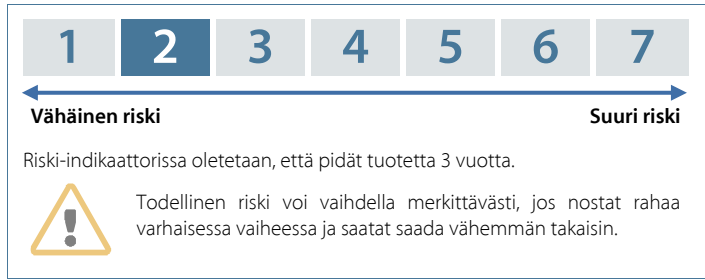 1 2 3 4 5 6 7
Vähäinen riski Suuri riski
Riski-indikaattorissa oletetaan, että pidät tuotetta 3 vuotta.
Todellinen riski voi vaihdella merkittävästi, jos nostat rahaa
varhaisessa vaiheessa ja saatat saada vähemmän takaisin.